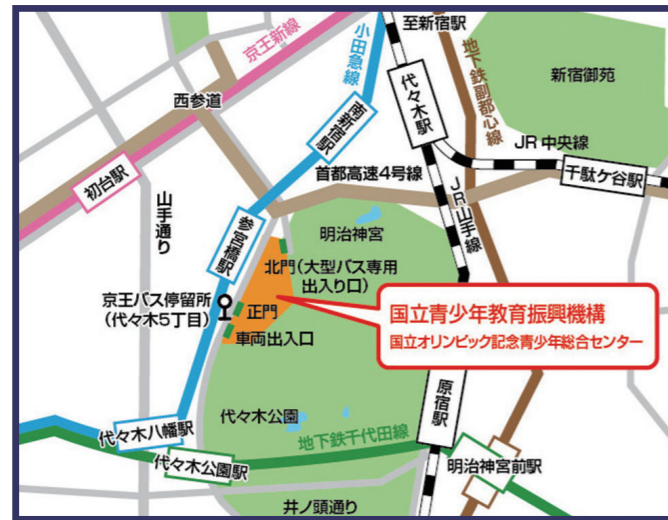 至新宿駅
京王新線
小田急線
地下鉄副都心線
新宿御苑
代々木駅
西参道
南新宿駅
JR中央線
初台駅
首都高速4号線
千駄ケ谷駅
山手通り
JR山手線
参宮橋駅
明治神宮
北門(大型バス専用
出入り口)
京王バス停留所
(代々木5丁目)
正門
車両出入口
国立青少年教育振興機構
国立オリンピック記念青少年総合センター
原宿駅
代々木公園
代々木八幡駅
地下鉄千代田線
代々木公園駅
明治神宮前駅
井ノ頭通り